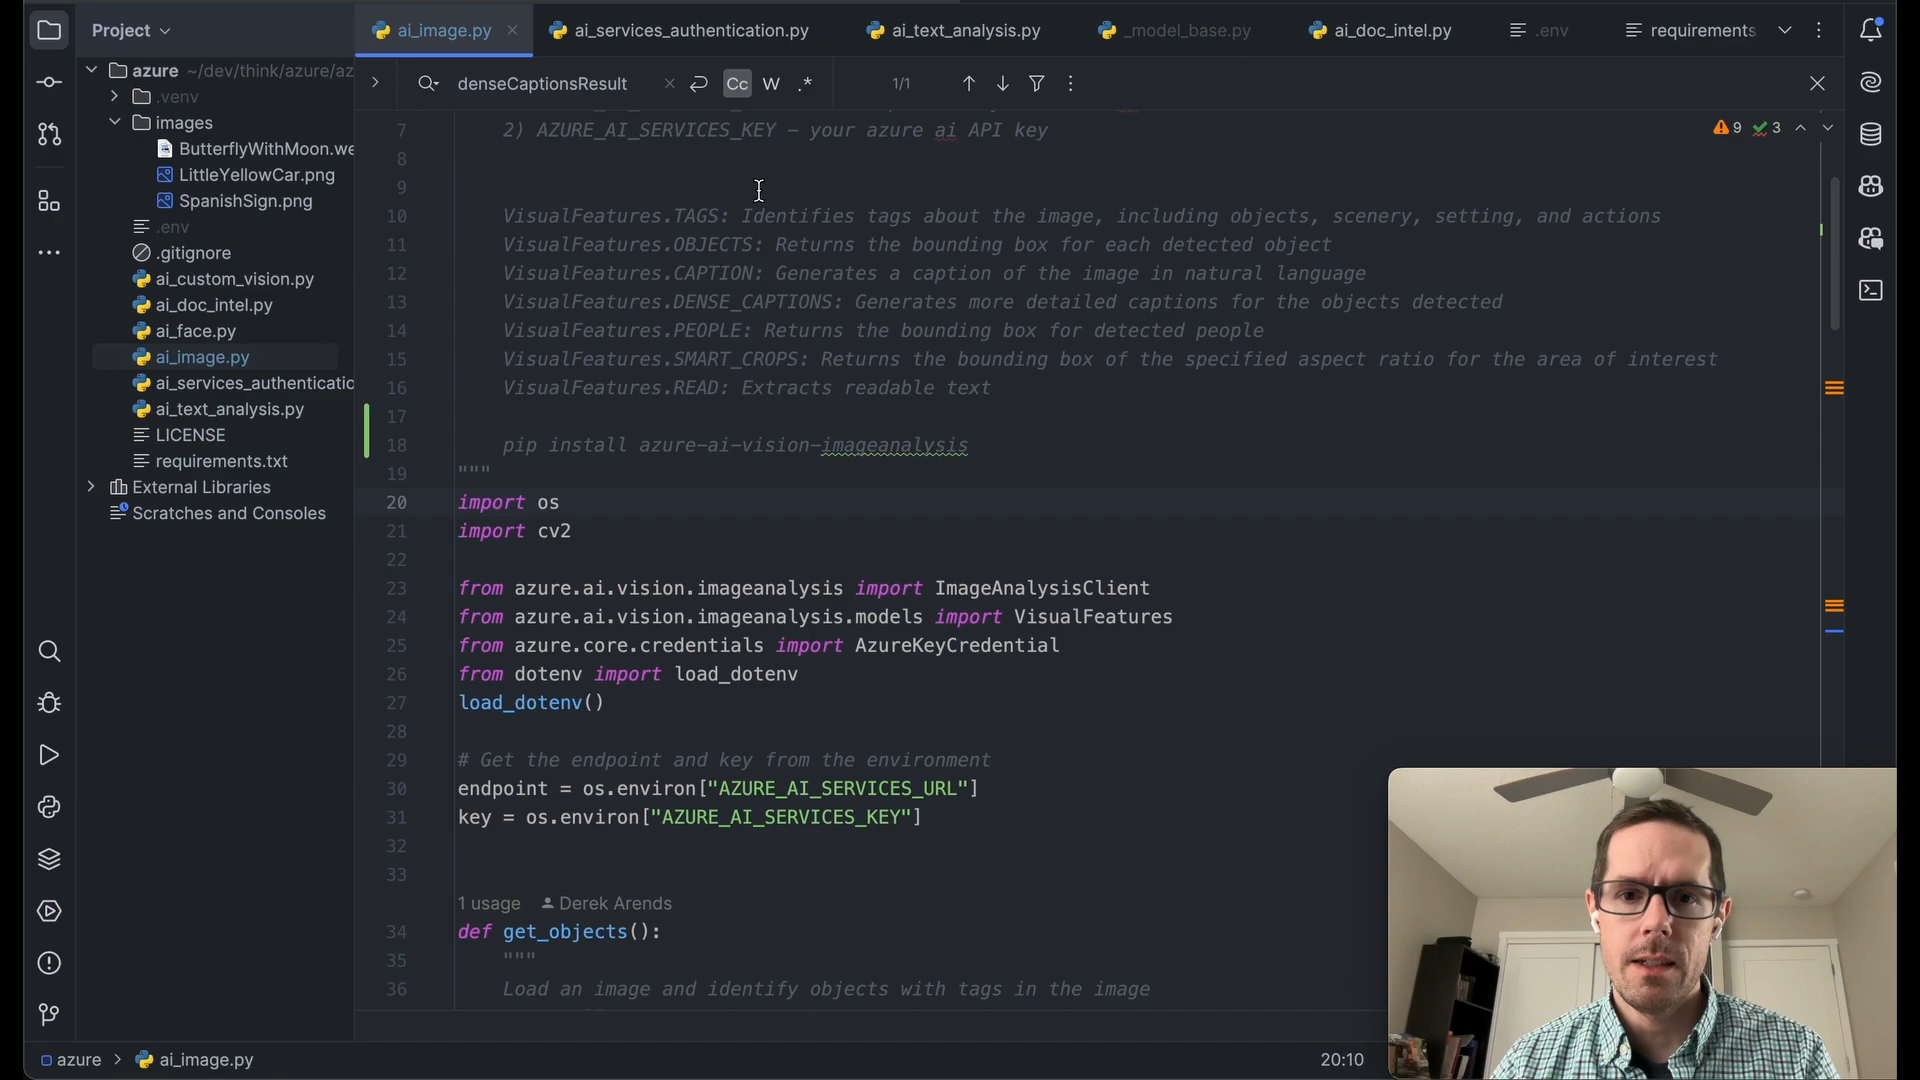 Project
ai_image.py
ai_services_authentication.py
ai_text_analysis.py
_model_base.py
ai_doc_intel.py
.env
requirements
azure ~/dev/think/azure/az
.venv
images
ButterflyWithMoon.we
LittleYellowCar.png
SpanishSign.png
.env
.gitignore
ai_custom_vision.py
ai_doc_intel.py
ai_face.py
ai_image.py
ai_services_authenticatio
ai_text_analysis.py
LICENSE
requirements.txt
External Libraries
Scratches and Consoles
denseCaptionsResult
Cc
W
.*
1/1
9
3
7 2) AZURE_AI_SERVICES_KEY - your azure ai API key
8
9
10 VisualFeatures.TAGS: Identifies tags about the image, including objects, scenery, setting, and actions
11 VisualFeatures.OBJECTS: Returns the bounding box for each detected object
12 VisualFeatures.CAPTION: Generates a caption of the image in natural language
13 VisualFeatures.DENSE_CAPTIONS: Generates more detailed captions for the objects detected
14 VisualFeatures.PEOPLE: Returns the bounding box for detected people
15 VisualFeatures.SMART_CROPS: Returns the bounding box of the specified aspect ratio for the area of interest
16 VisualFeatures.READ: Extracts readable text
17
18 pip install azure-ai-vision-imageanalysis
19 """
20 import os
21 import cv2
22
23 from azure.ai.vision.imageanalysis import ImageAnalysisClient
24 from azure.ai.vision.imageanalysis.models import VisualFeatures
25 from azure.core.credentials import AzureKeyCredential
26 from dotenv import load_dotenv
27 load_dotenv()
28
29 # Get the endpoint and key from the environment
30 endpoint = os.environ["AZURE_AI_SERVICES_URL"]
31 key = os.environ["AZURE_AI_SERVICES_KEY"]
32
33
1 usage Derek Arends
34 def get_objects():
35 """
36 Load an image and identify objects with tags in the image
azure > ai_image.py
20:10